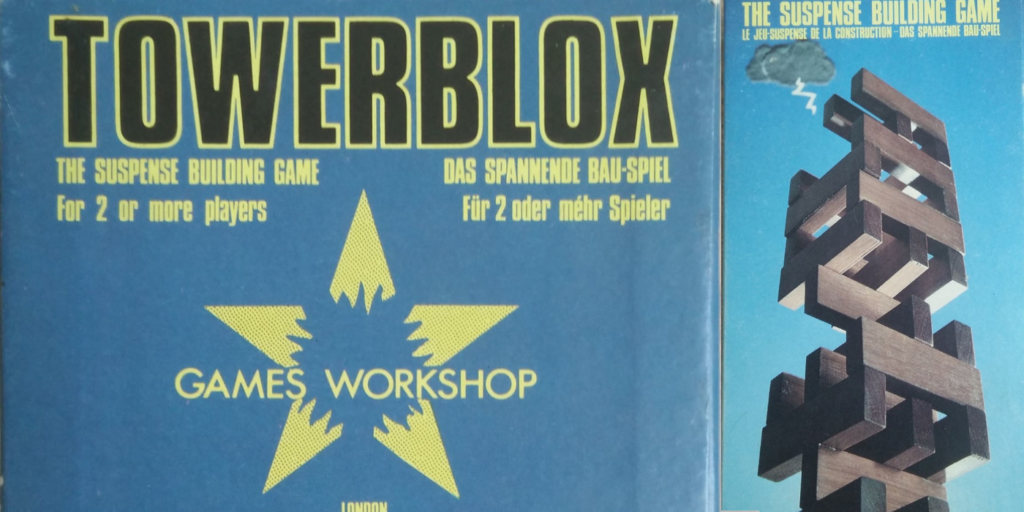 TOWERBLOX
THE SUSPENSE BUILDING GAME
DAS SPANNENDE BAU-SPIEL
For 2 or more players
Für 2 oder méhr Spieler
GAMES WORKSHOP
LONDON
THE SUSPENSE BUILDING GAME
LE JEU-SUSPENSE DE LA CONSTRUCTION - DAS SPANNENDE BAU-SPIEL